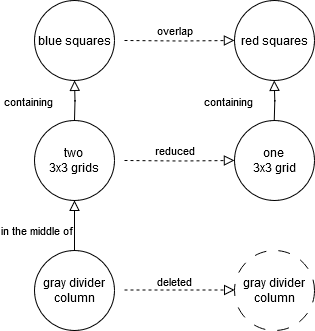 blue squares
overlap
red squares
containing
containing
two
3x3 grids
reduced
one
3x3 grid
in the middle of
gray divider
column
deleted
gray divider
column